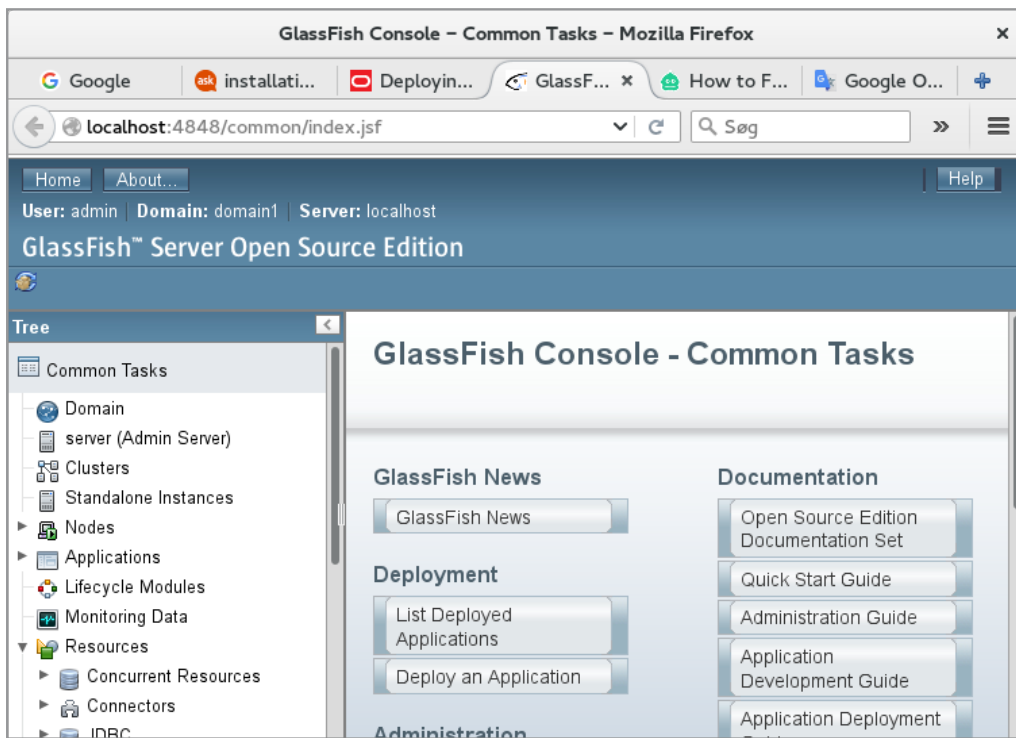 GlassFish Console – Common Tasks – Mozilla Firefox
Google
installati...
Deployin...
GlassF...
How to F...
Google O...
localhost:4848/common/index.jsf
Søg
Home
About...
Help
User: admin | Domain: domain1 | Server: localhost
GlassFish™ Server Open Source Edition
Tree
Common Tasks
Domain
server (Admin Server)
Clusters
Standalone Instances
Nodes
Applications
Lifecycle Modules
Monitoring Data
Resources
Concurrent Resources
Connectors
JDBC
GlassFish Console - Common Tasks
GlassFish News
GlassFish News
Deployment
List Deployed
Applications
Deploy an Application
Administration
Documentation
Open Source Edition
Documentation Set
Quick Start Guide
Administration Guide
Application
Development Guide
Application Deployment